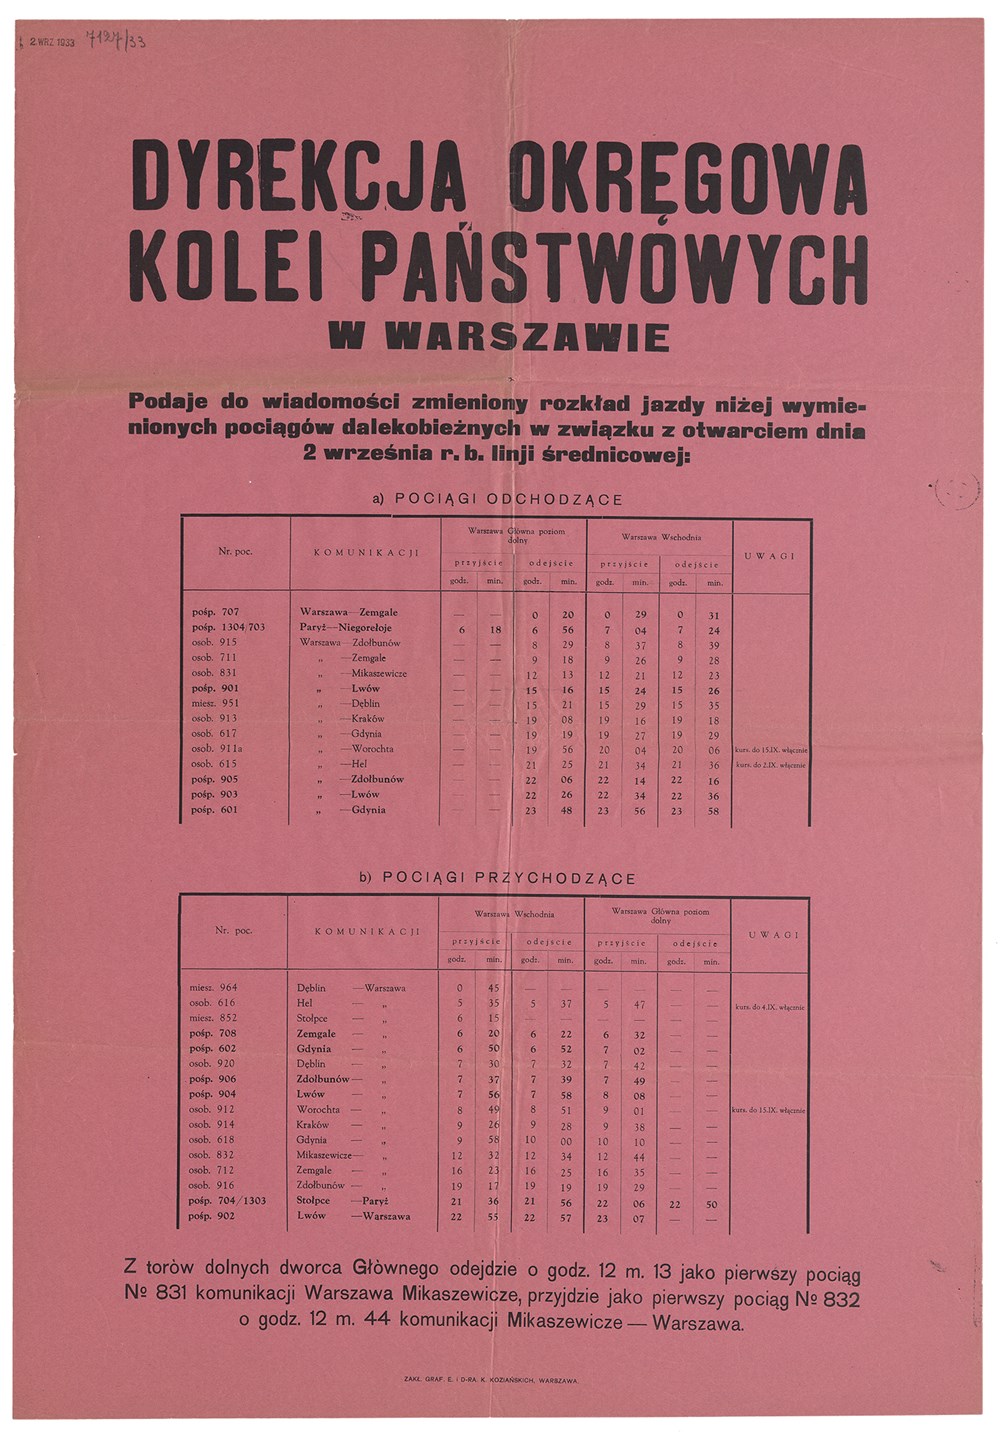 2. WRZ 1933 7127/33
DYREKCJA OKRĘGOWA
KOLEI PAŃSTWOWYCH
W WARSZAWIE
Podaje do wiadomości zmieniony rozkład jazdy niżej wymie-
nionych pociągów dalekobieżnych w związku z otwarciem dnia
2 września r. b. linji średnicowej:
a) POCIĄGI ODCHODZĄCE
Nr. poc. KOMUNIKACJI Warszawa Główna poziom dolny Warszawa Wschodnia UWAGI
przyjście odejście przyjście odejście
godz. min. godz. min. godz. min. godz. min.
pośp. 707 Warszawa—Zemgale — — 0 20 0 29 0 31
pośp. 1304/703 Paryż—Niegorełoje 6 18 6 56 7 04 7 24
osob. 915 Warszawa—Zdołbunów — — 8 29 8 37 8 39
osob. 711 „ —Zemgale — — 9 18 9 26 9 28
osob. 831 „ —Mikaszewicze — — 12 13 12 21 12 23
pośp. 901 „ —Lwów — — 15 16 15 24 15 26
miesz. 951 „ —Dęblin — — 15 21 15 29 15 35
osob. 913 „ —Kraków — — 19 08 19 16 19 18
osob. 617 „ —Gdynia — — 19 19 19 27 19 29
osob. 911a „ —Worochta — — 19 56 20 04 20 06 kurs. do 15.IX. włącznie
osob. 615 „ —Hel — — 21 25 21 34 21 36 kurs. do 2.IX. włącznie
pośp. 905 „ —Zdołbunów — — 22 06 22 14 22 16
pośp. 903 „ —Lwów — — 22 26 22 34 22 36
pośp. 601 „ —Gdynia — — 23 48 23 56 23 58
b) POCIĄGI PRZYCHODZĄCE
Nr. poc. KOMUNIKACJI Warszawa Wschodnia Warszawa Główna poziom dolny UWAGI
przyjście odejście przyjście odejście
godz. min. godz. min. godz. min. godz. min.
miesz. 964 Dęblin —Warszawa 0 45 — — — — — —
osob. 616 Hel — „ 5 35 5 37 5 47 — — kurs. do 4.IX. włącznie
miesz. 852 Stołpce — „ 6 15 — — — — — —
pośp. 708 Zemgale — „ 6 20 6 22 6 32 — —
pośp. 602 Gdynia — „ 6 50 6 52 7 02 — —
osob. 920 Dęblin — „ 7 30 7 32 7 42 — —
pośp. 906 Zdołbunów— „ 7 37 7 39 7 49 — —
pośp. 904 Lwów — „ 7 56 7 58 8 08 — —
osob. 912 Worochta — „ 8 49 8 51 9 01 — — kurs. do 15.IX. włącznie
osob. 914 Kraków — „ 9 26 9 28 9 38 — —
osob. 618 Gdynia — „ 9 58 10 00 10 10 — —
osob. 832 Mikaszewicze— „ 12 32 12 34 12 44 — —
osob. 712 Zemgale — „ 16 23 16 25 16 35 — —
osob. 916 Zdołbunów — „ 19 17 19 19 19 29 — —
pośp. 704/1303 Stołpce —Paryż 21 36 21 56 22 06 22 50
pośp. 902 Lwów —Warszawa 22 55 22 57 23 07 — —
Z torów dolnych dworca Głównego odejdzie o godz. 12 m. 13 jako pierwszy pociąg
№ 831 komunikacji Warszawa Mikaszewicze, przyjdzie jako pierwszy pociąg № 832
o godz. 12 m. 44 komunikacji Mikaszewicze — Warszawa.
ZAKŁ. GRAF. E. i D-RA. K. KOZIAŃSKICH, WARSZAWA.